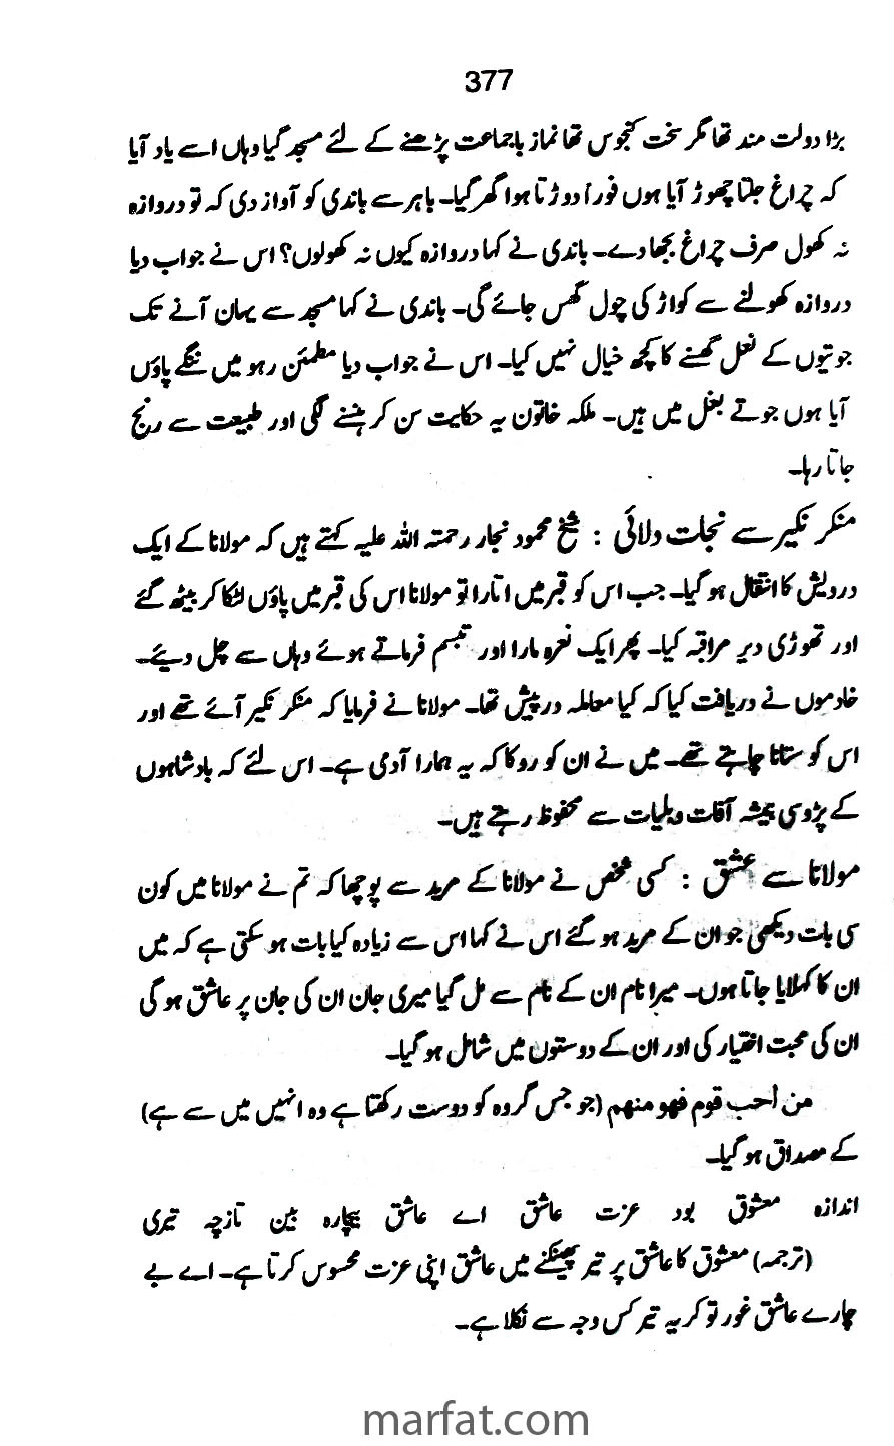 377
بڑا دولت مند تھا مگر سخت کنجوس تھا نماز باجماعت پڑھنے کے لئے مسجد گیا وہاں اسے یاد آیا
کہ چراغ جلتا چھوڑ آیا ہوں فوراً دوڑتا ہوا گھر گیا۔ باہر سے باندی کو آواز دی کہ تو دروازہ
نہ کھول صرف چراغ بجھا دے۔ باندی نے کہا دروازہ کیوں نہ کھولوں؟ اس نے جواب دیا
دروازہ کھولنے سے کواڑ کی چول گھس جائے گی۔ باندی نے کہا مسجد سے یہاں آنے تک
جوتیوں کے نعل گھسنے کا کچھ خیال نہیں کیا۔ اس نے جواب دیا مطمئن رہو میں ننگے پاؤں
آیا ہوں جوتے بغل میں ہیں۔ ملکہ خاتون یہ حکایت سن کر ہنسنے لگی اور طبیعت سے رنج
جاتا رہا۔
منکر نکیر سے نجات دلائی : شیخ محمود نجار رحمتہ اللہ علیہ کہتے ہیں کہ مولانا کے ایک
درویش کا انتقال ہو گیا۔ جب اس کو قبر میں اتارا تو مولانا اس کی قبر میں پاؤں لٹکا کر بیٹھ گئے
اور تھوڑی دیر مراقبہ کیا۔ پھر ایک نعرہ مارا اور تبسم فرماتے ہوئے وہاں سے چل دیئے۔
خادموں نے دریافت کیا کہ کیا معاملہ درپیش تھا۔ مولانا نے فرمایا کہ منکر نکیر آئے تھے اور
اس کو ستانا چاہتے تھے۔ میں نے ان کو روکا کہ یہ ہمارا آدمی ہے۔ اس لئے کہ بادشاہوں
کے پڑوسی ہمیشہ آفات و بلیات سے محفوظ رہتے ہیں۔
مولانا سے عشق : کسی شخص نے مولانا کے مرید سے پوچھا کہ تم نے مولانا میں کون
سی بات دیکھی جو ان کے مرید ہو گئے اس نے کہا اس سے زیادہ کیا بات ہو سکتی ہے کہ میں
ان کا کہلایا جاتا ہوں۔ میرا نام ان کے نام سے مل گیا میری جان ان کی جان پر عاشق ہو گی
ان کی محبت اختیار کی اور ان کے دوستوں میں شامل ہو گیا۔
من أحب قوم فهو منهم (جو جس گروہ کو دوست رکھتا ہے وہ انہیں میں سے ہے)
کے مصداق ہو گیا۔
اندازہ معشوق بود عزت عاشق اے عاشق بیچارہ بین تازچہ تیری
(ترجمہ) معشوق کا عاشق پر تیر پھینکنے میں عاشق اپنی عزت محسوس کرتا ہے۔ اے بے
چارے عاشق غور تو کر یہ تیر کس وجہ سے نکلا ہے۔
marfat.com